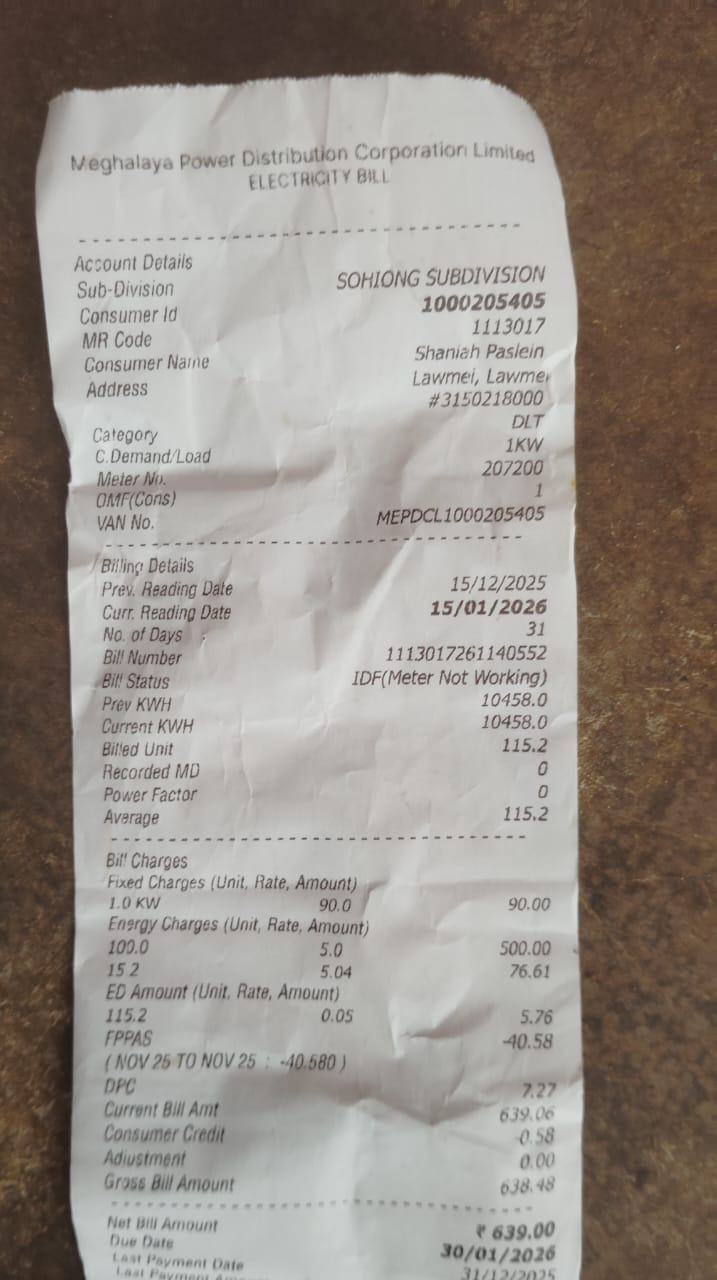 Meghalaya Power Distribution Corporation Limited
ELECTRICITY BILL
Account Details
Sub-Division SOHIONG SUBDIVISION
Consumer Id 1000205405
MR Code 1113017
Consumer Name Shaniah Paslein
Address Lawmei, Lawmei
#3150218000
Category DLT
C.Demand/Load 1KW
Meter No. 207200
OMF(Cons) 1
VAN No. MEPDCL1000205405
Billing Details
Prev. Reading Date 15/12/2025
Curr. Reading Date 15/01/2026
No. of Days 31
Bill Number 1113017261140552
Bill Status IDF(Meter Not Working)
Prev KWH 10458.0
Current KWH 10458.0
Billed Unit 115.2
Recorded MD 0
Power Factor 0
Average 115.2
Bill Charges
Fixed Charges (Unit, Rate, Amount)
1.0 KW 90.0 90.00
Energy Charges (Unit, Rate, Amount)
100.0 5.0 500.00
15.2 5.04 76.61
ED Amount (Unit, Rate, Amount)
115.2 0.05 5.76
FPPAS -40.58
( NOV 25 TO NOV 25 : -40.580 )
DPC 7.27
Current Bill Amt 639.06
Consumer Credit -0.58
Adjustment 0.00
Gross Bill Amount 638.48
Net Bill Amount ₹ 639.00
Due Date 30/01/2026
Last Payment Date 31/12/2025
Last Payment